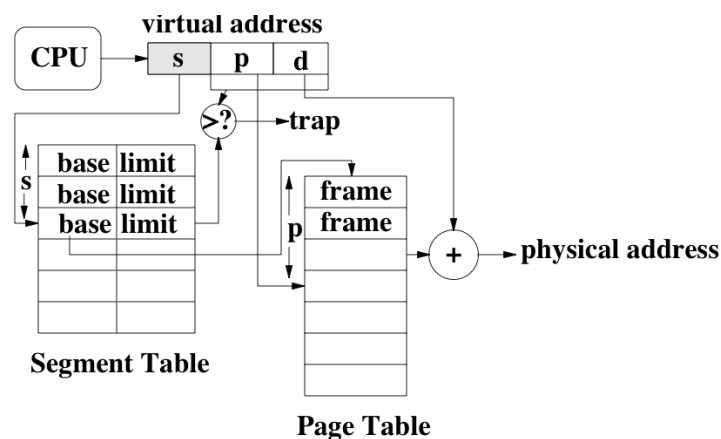 virtual address
CPU
s p d
>? trap
s
base limit
base limit
base limit
frame
frame
p
+ physical address
Segment Table
Page Table